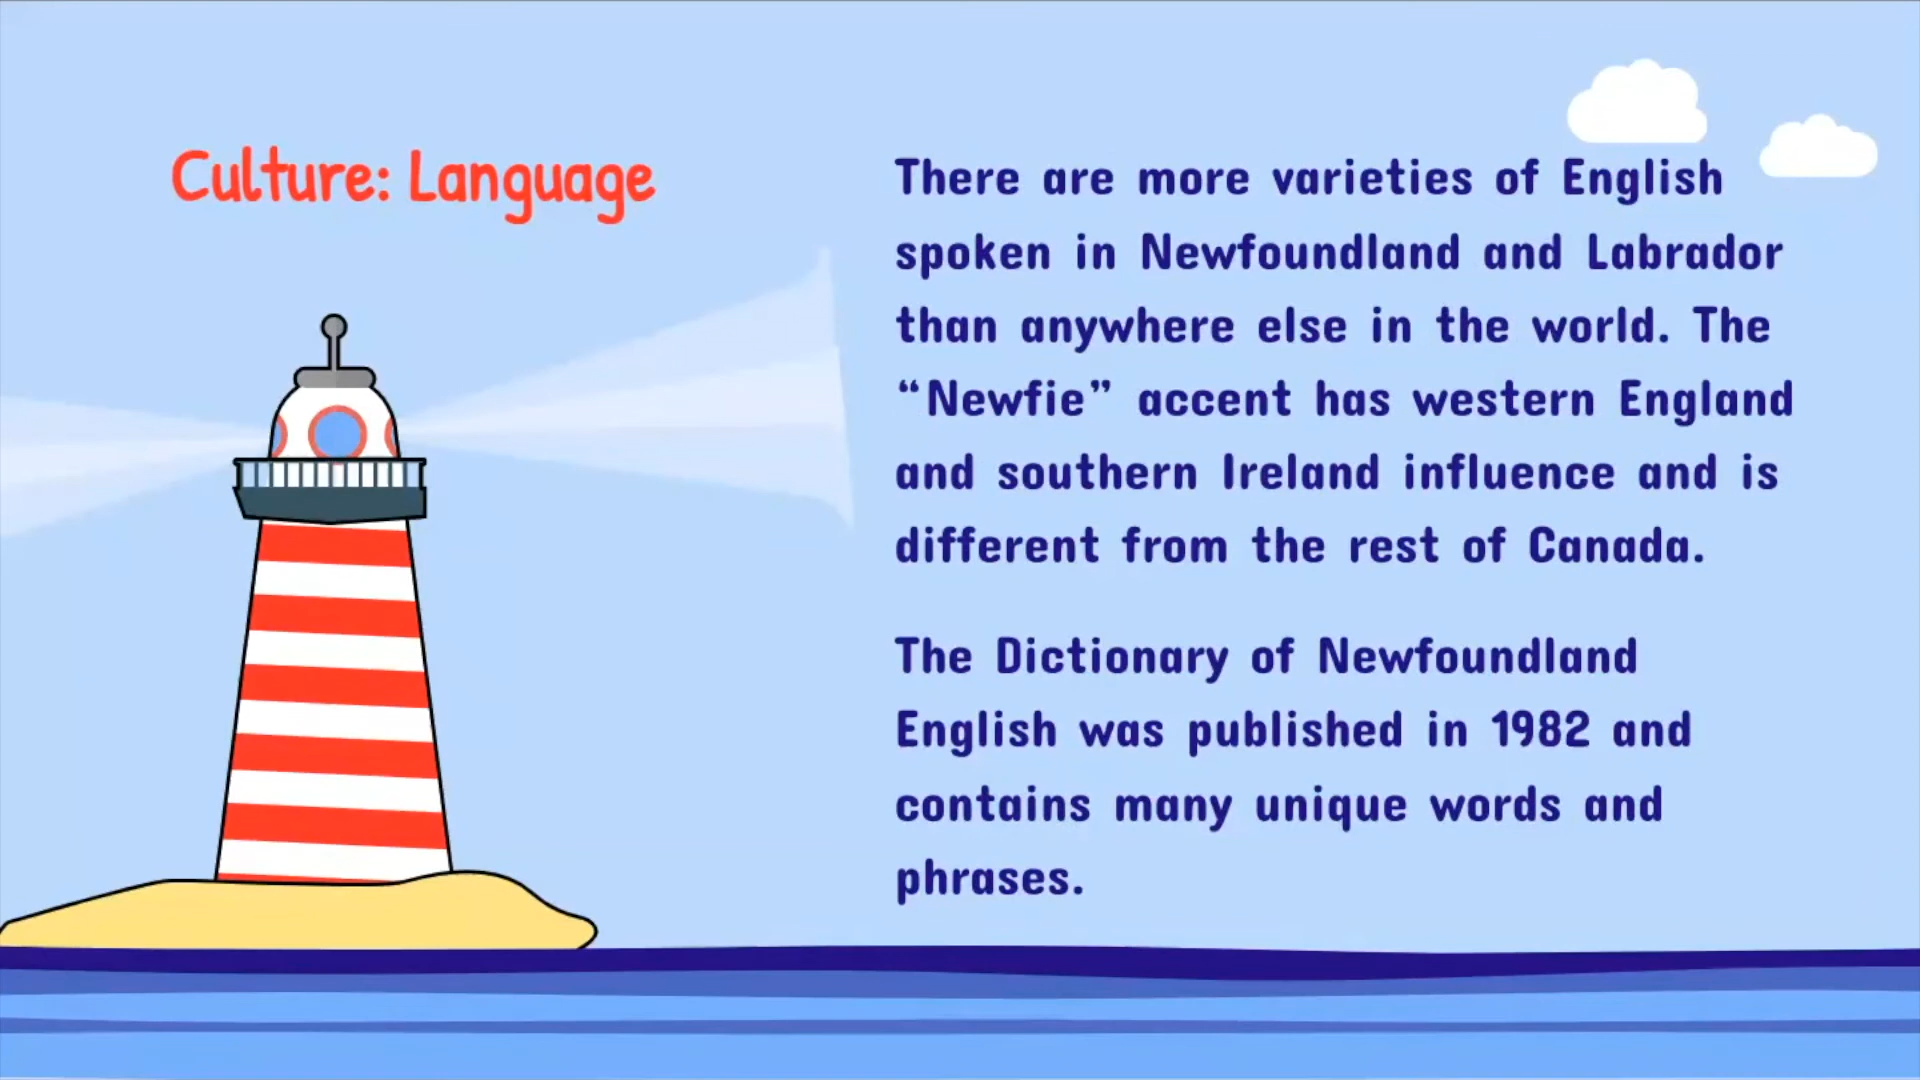 Culture: Language
There are more varieties of English
spoken in Newfoundland and Labrador
than anywhere else in the world. The
“Newfie” accent has western England
and southern Ireland influence and is
different from the rest of Canada.
The Dictionary of Newfoundland
English was published in 1982 and
contains many unique words and
phrases.